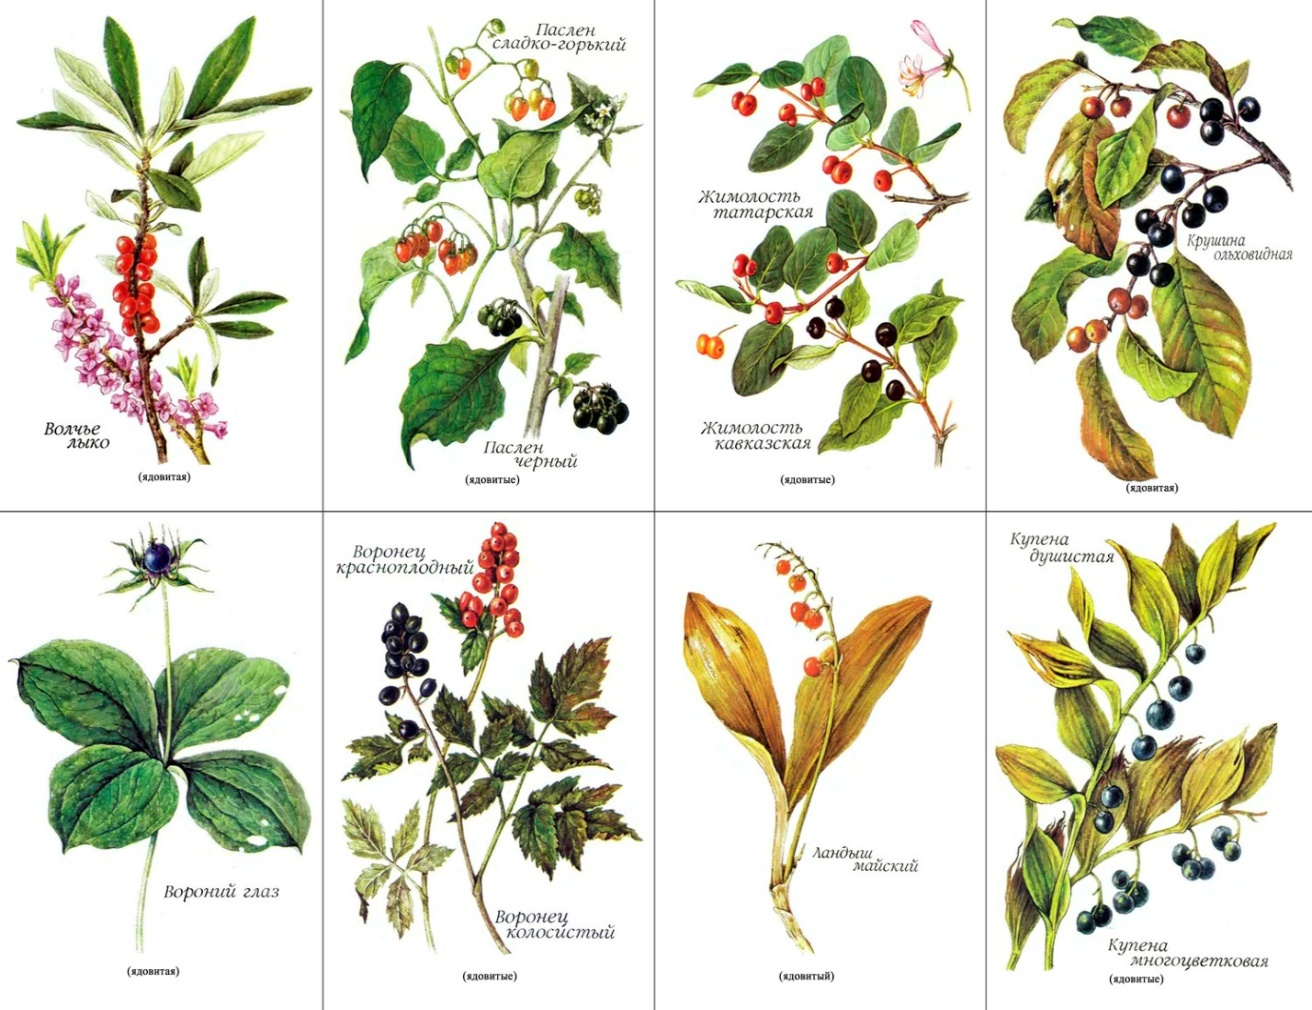 Волчье
лыко
(ядовитая)
Паслен
сладко-горький
Паслен
черный
(ядовитые)
Жимолость
татарская
Жимолость
кавказская
(ядовитые)
Крушина
ольховидная
(ядовитая)
Вороний глаз
(ядовитая)
Воронец
красноплодный
Воронец
колосистый
(ядовитые)
Ландыш
майский
(ядовитый)
Купена
душистая
Купена
многоцветковая
(ядовитые)